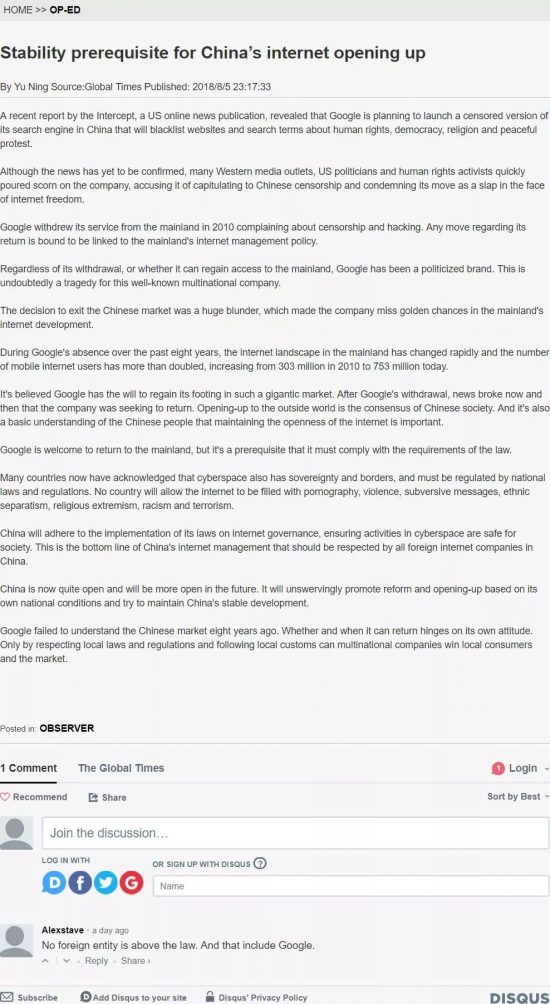 HOME >> OP-ED
Stability prerequisite for China's internet opening up
By Yu Ning Source:Global Times Published: 2018/8/5 23:17:33
A recent report by the Intercept, a US online news publication, revealed that Google is planning to launch a censored version of
its search engine in China that will blacklist websites and search terms about human rights, democracy, religion and peaceful
protest.
Although the news has yet to be confirmed, many Western media outlets, US politicians and human rights activists quickly
poured scorn on the company, accusing it of capitulating to Chinese censorship and condemning its move as a slap in the face
of internet freedom.
Google withdrew its service from the mainland in 2010 complaining about censorship and hacking. Any move regarding its
return is bound to be linked to the mainland's internet management policy.
Regardless of its withdrawal, or whether it can regain access to the mainland, Google has been a politicized brand. This is
undoubtedly a tragedy for this well-known multinational company.
The decision to exit the Chinese market was a huge blunder, which made the company miss golden chances in the mainland's
internet development.
During Google's absence over the past eight years, the internet landscape in the mainland has changed rapidly and the number
of mobile internet users has more than doubled, increasing from 303 million in 2010 to 753 million today.
It's believed Google has the will to regain its footing in such a gigantic market. After Google's withdrawal, news broke now and
then that the company was seeking to return. Opening-up to the outside world is the consensus of Chinese society. And it's also
a basic understanding of the Chinese people that maintaining the openness of the internet is important.
Google is welcome to return to the mainland, but it's a prerequisite that it must comply with the requirements of the law.
Many countries now have acknowledged that cyberspace also has sovereignty and borders, and must be regulated by national
laws and regulations. No country will allow the internet to be filled with pornography, violence, subversive messages, ethnic
separatism, religious extremism, racism and terrorism.
China will adhere to the implementation of its laws on internet governance, ensuring activities in cyberspace are safe for
society. This is the bottom line of China's internet management that should be respected by all foreign internet companies in
China.
China is now quite open and will be more open in the future. It will unswervingly promote reform and opening-up based on its
own national conditions and try to maintain China's stable development.
Google failed to understand the Chinese market eight years ago. Whether and when it can return hinges on its own attitude.
Only by respecting local laws and regulations and following local customs can multinational companies win local consumers
and the market.
Posted in: OBSERVER
1 Comment The Global Times 1 Login
Recommend Share Sort by Best
Join the discussion…
LOG IN WITH OR SIGN UP WITH DISQUS ?
D f G Name
Alexstave · a day ago
No foreign entity is above the law. And that include Google.
Reply · Share ›
Subscribe D Add Disqus to your site Disqus' Privacy Policy DISQUS